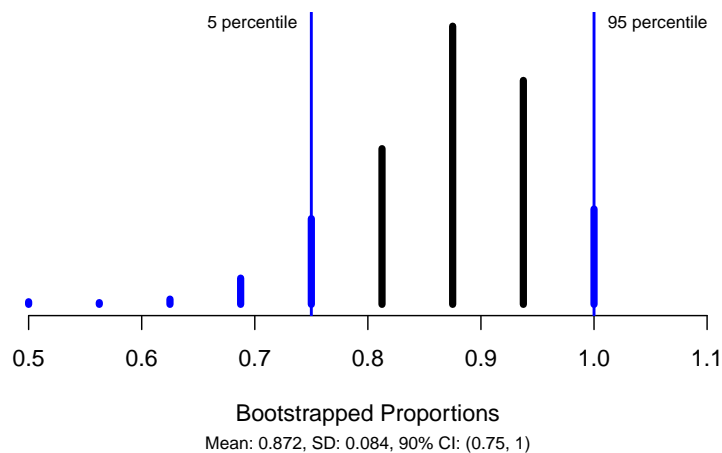 5 percentile
95 percentile
0.5 0.6 0.7 0.8 0.9 1.0 1.1
Bootstrapped Proportions
Mean: 0.872, SD: 0.084, 90% CI: (0.75, 1)